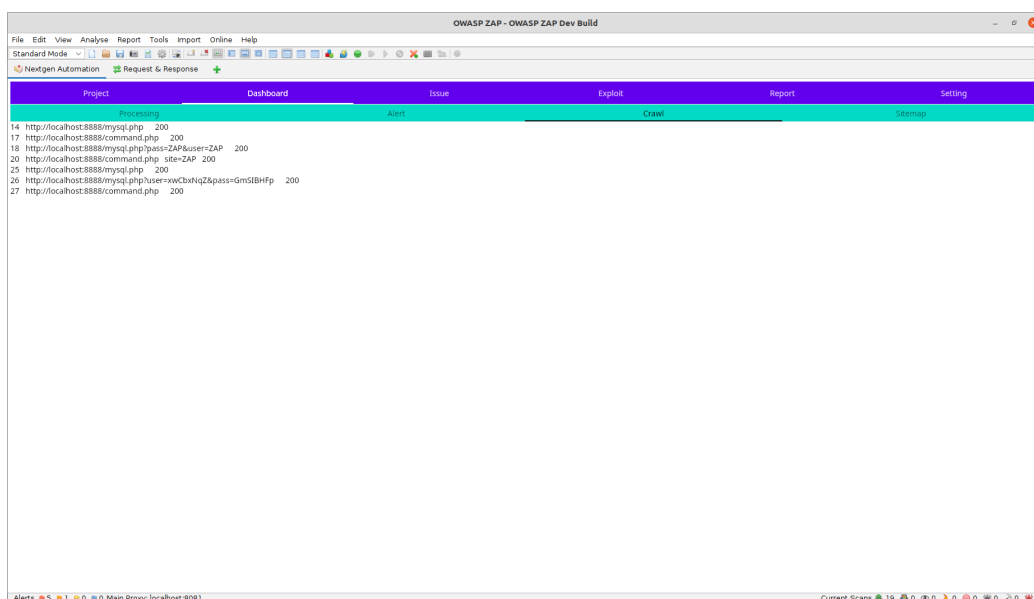 OWASP ZAP - OWASP ZAP Dev Build
File Edit View Analyse Report Tools Import Online Help
Standard Mode
Nextgen Automation Request & Response
Project Dashboard Issue Exploit Report Setting
Processing Alert Crawl Sitemap
14 http://localhost:8888/mysql.php 200
17 http://localhost:8888/command.php 200
18 http://localhost:8888/mysql.php?pass=ZAP&user=ZAP 200
20 http://localhost:8888/command.php site=ZAP 200
25 http://localhost:8888/mysql.php 200
26 http://localhost:8888/mysql.php?user=xwCbxNqZ&pass=GmSIBHFp 200
27 http://localhost:8888/command.php 200
Alerts 5 1 0 0 Main Proxy: localhost:8081 Current Scans 19 0 0 0 0 0 0